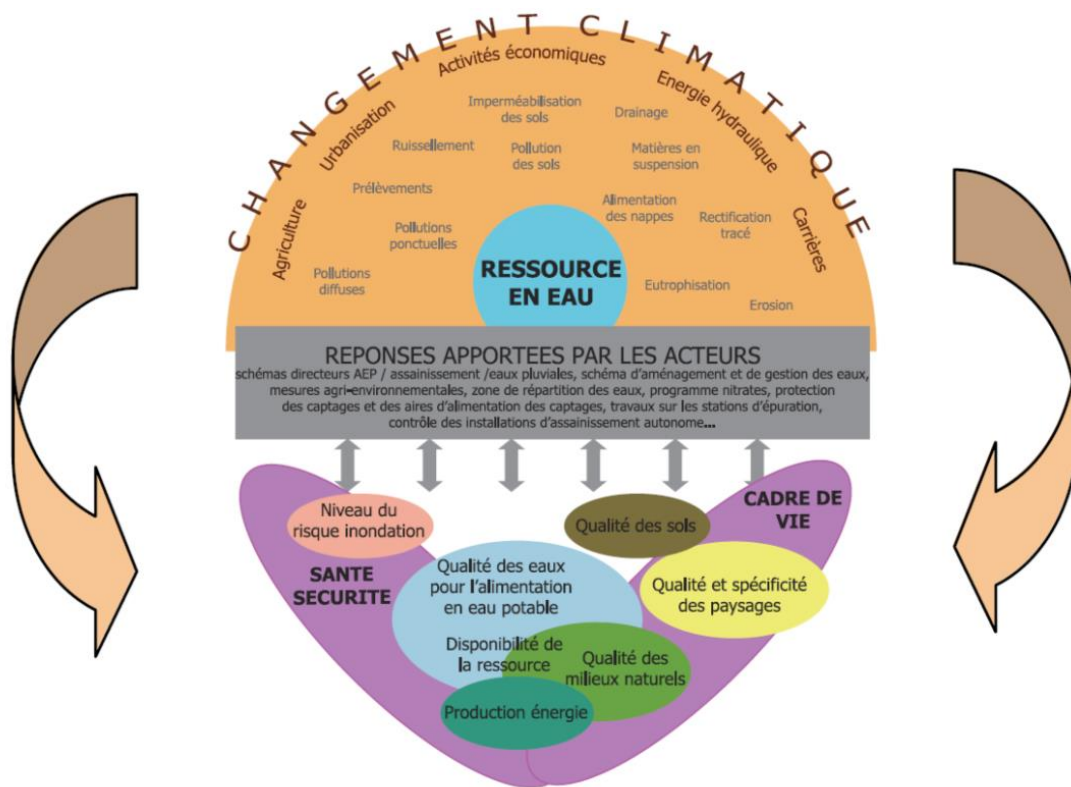 CHANGEMENT CLIMATIQUE
Activités économiques
Urbanisation
Energie hydraulique
Agriculture
Carrières
Imperméabilisation
des sols
Drainage
Ruissellement
Pollution
des sols
Matières en
suspension
Prélèvements
Alimentation
des nappes
Rectification
tracé
Pollutions
ponctuelles
Pollutions
diffuses
RESSOURCE
EN EAU
Eutrophisation
Erosion
REPONSES APPORTEES PAR LES ACTEURS
schémas directeurs AEP / assainissement /eaux pluviales, schéma d'aménagement et de gestion des eaux,
mesures agri-environnementales, zone de répartition des eaux, programme nitrates, protection
des captages et des aires d'alimentation des captages, travaux sur les stations d'épuration,
contrôle des installations d'assainissement autonome...
Niveau du
risque inondation
Qualité des sols
CADRE DE
VIE
SANTE
SECURITE
Qualité des eaux
pour l'alimentation
en eau potable
Qualité et spécificité
des paysages
Disponibilité de
la ressource
Qualité des
milieux naturels
Production énergie